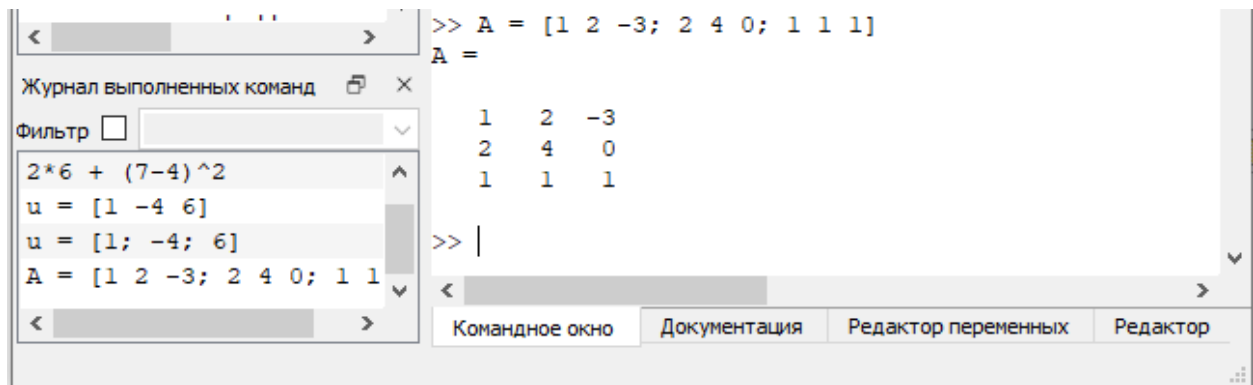 Журнал выполненных команд
Фильтр
2*6 + (7-4)^2
u = [1 -4 6]
u = [1; -4; 6]
A = [1 2 -3; 2 4 0; 1 1
>> A = [1 2 -3; 2 4 0; 1 1 1]
A =
1 2 -3
2 4 0
1 1 1
>>
Командное окно Документация Редактор переменных Редактор